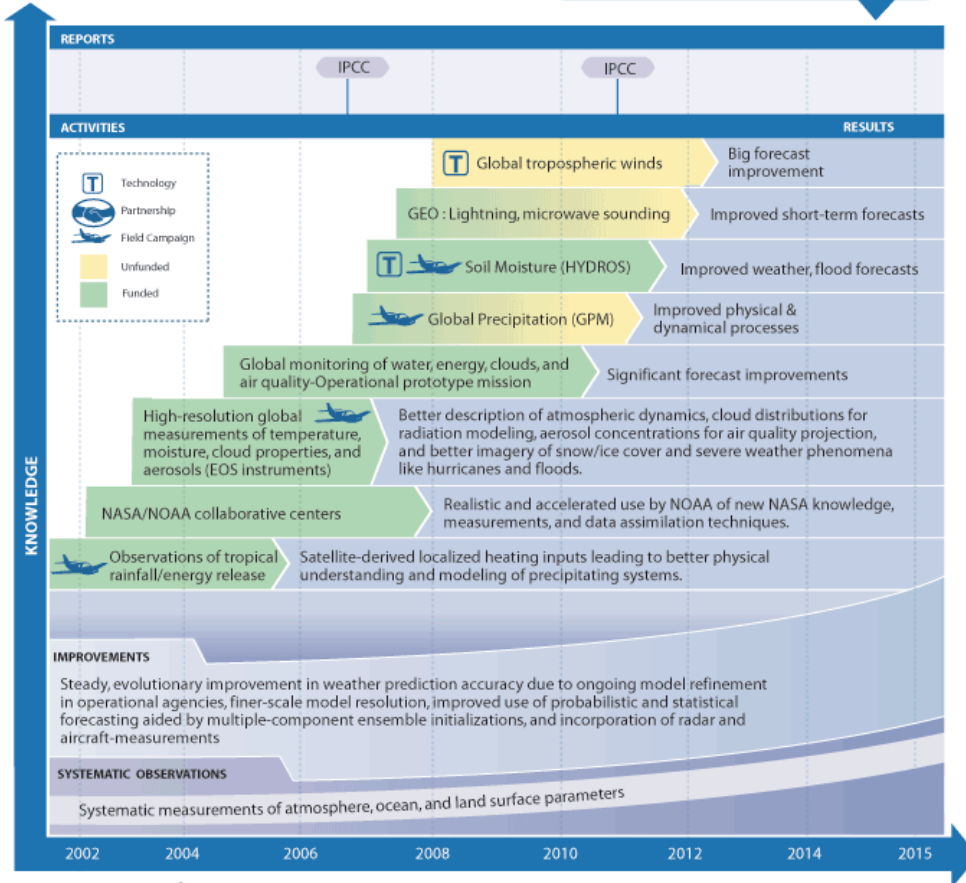 REPORTS
IPCC
IPCC
ACTIVITIES
RESULTS
T
Technology
Partnership
Field Campaign
Unfunded
Funded
T
Global tropospheric winds
Big forecast
improvement
GEO : Lightning, microwave sounding
Improved short-term forecasts
T
Soil Moisture (HYDROS)
Improved weather, flood forecasts
Global Precipitation (GPM)
Improved physical &
dynamical processes
Global monitoring of water, energy, clouds, and
air quality-Operational prototype mission
Significant forecast improvements
High-resolution global
measurements of temperature,
moisture, cloud properties, and
aerosols (EOS instruments)
Better description of atmospheric dynamics, cloud distributions for
radiation modeling, aerosol concentrations for air quality projection,
and better imagery of snow/ice cover and severe weather phenomena
like hurricanes and floods.
NASA/NOAA collaborative centers
Realistic and accelerated use by NOAA of new NASA knowledge,
measurements, and data assimilation techniques.
Observations of tropical
rainfall/energy release
Satellite-derived localized heating inputs leading to better physical
understanding and modeling of precipitating systems.
KNOWLEDGE
IMPROVEMENTS
Steady, evolutionary improvement in weather prediction accuracy due to ongoing model refinement
in operational agencies, finer-scale model resolution, improved use of probabilistic and statistical
forecasting aided by multiple-component ensemble initializations, and incorporation of radar and
aircraft-measurements
SYSTEMATIC OBSERVATIONS
Systematic measurements of atmosphere, ocean, and land surface parameters
2002 2004 2006 2008 2010 2012 2014 2015